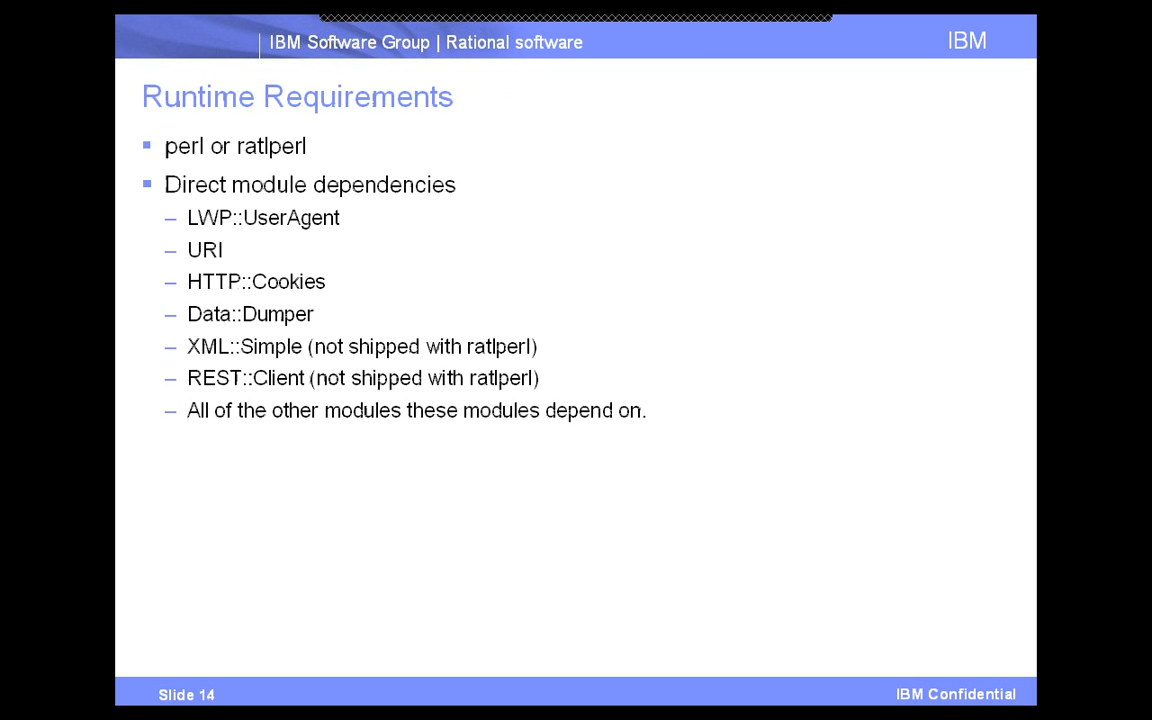 IBM Software Group | Rational software
IBM
Runtime Requirements
perl or ratlperl
Direct module dependencies
– LWP::UserAgent
– URI
– HTTP::Cookies
– Data::Dumper
– XML::Simple (not shipped with ratlperl)
– REST::Client (not shipped with ratlperl)
– All of the other modules these modules depend on.
Slide 14
IBM Confidential